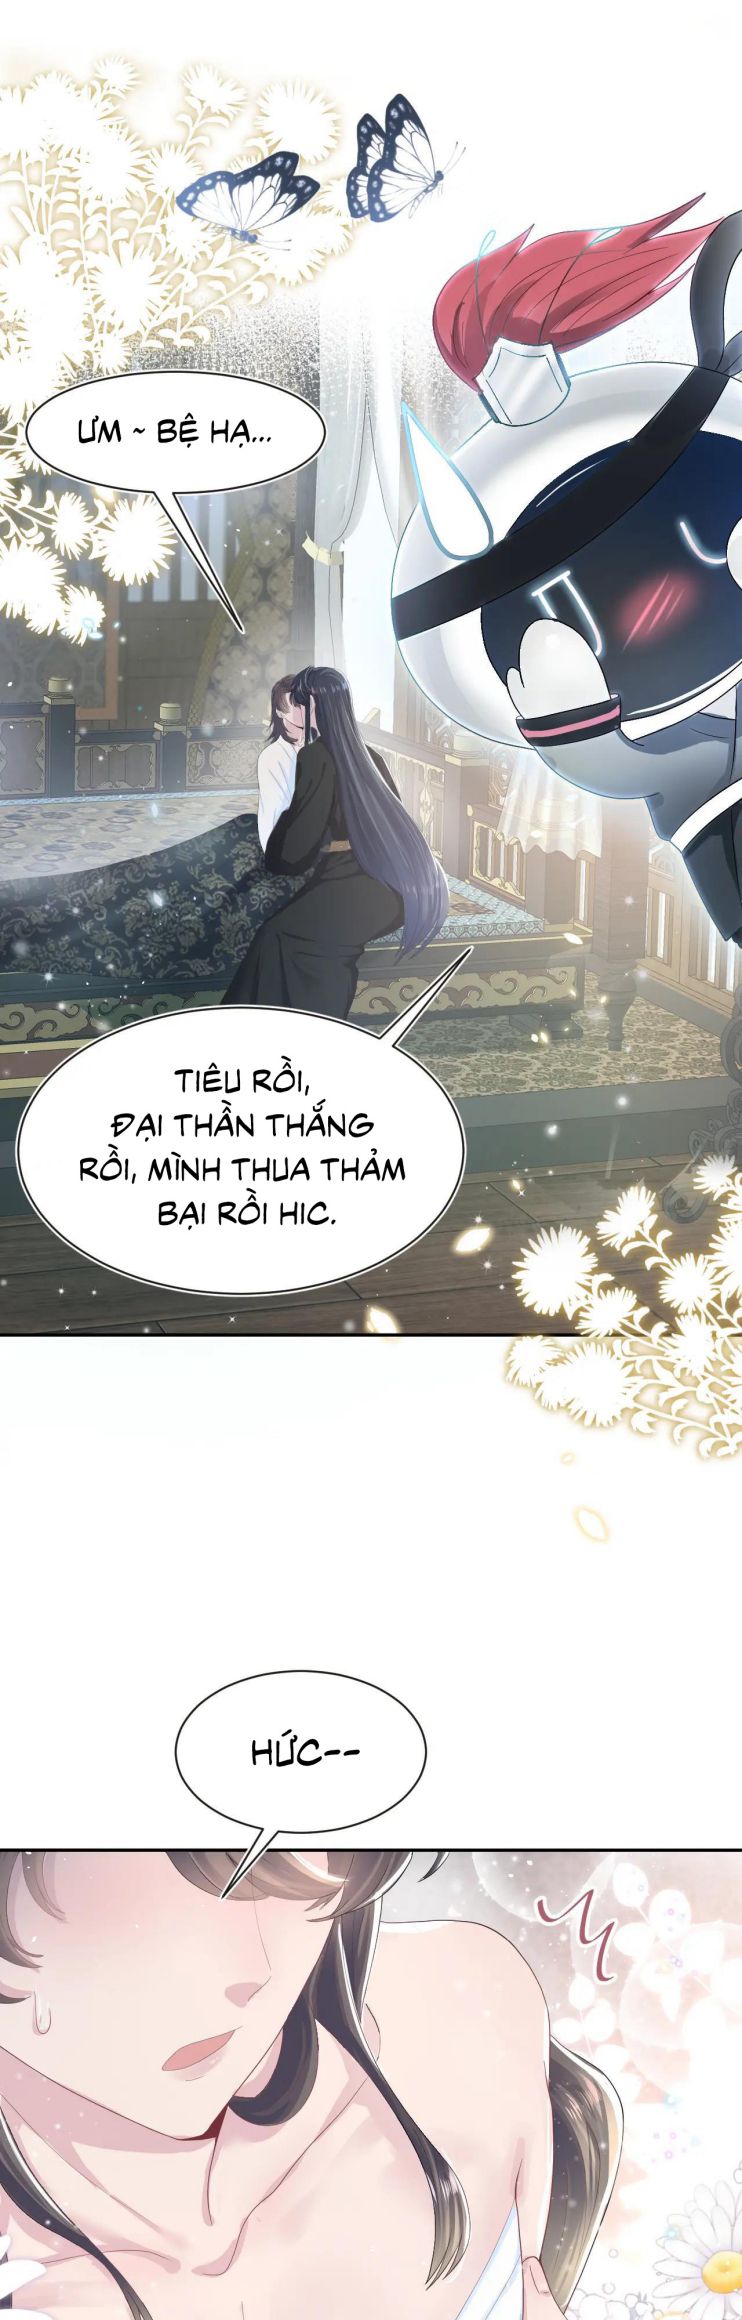 ƯM ~ BỆ HẠ...
TIÊU RỒI,
ĐẠI THẦN THẮNG
RỒI, MÌNH THUA THẢM
BẠI RỒI HIC.
HỨC--